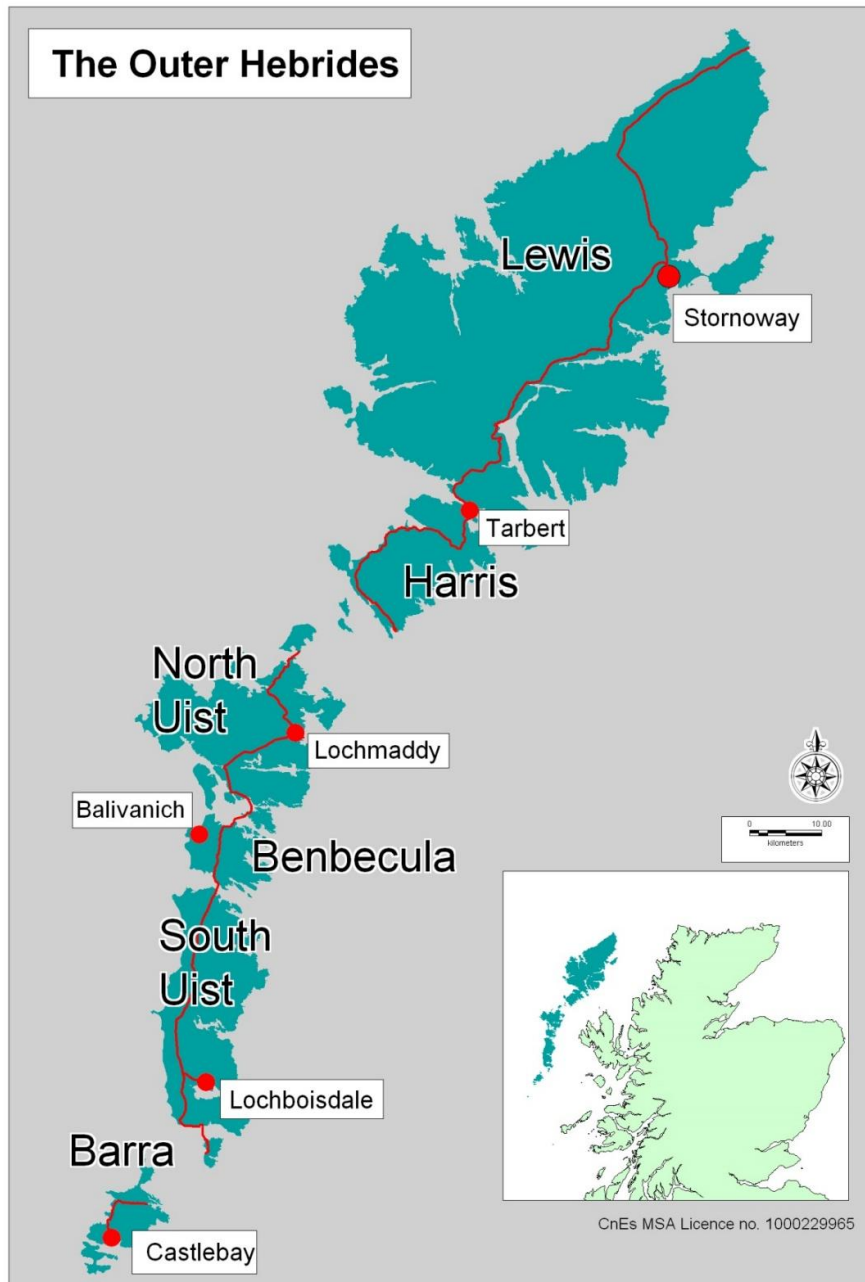 The Outer Hebrides
Lewis
Stornoway
Tarbert
Harris
North
Uist
Lochmaddy
Balivanich
Benbecula
South
Uist
Lochboisdale
Barra
Castlebay
0 10.00
kilometers
CnEs MSA Licence no. 1000229965